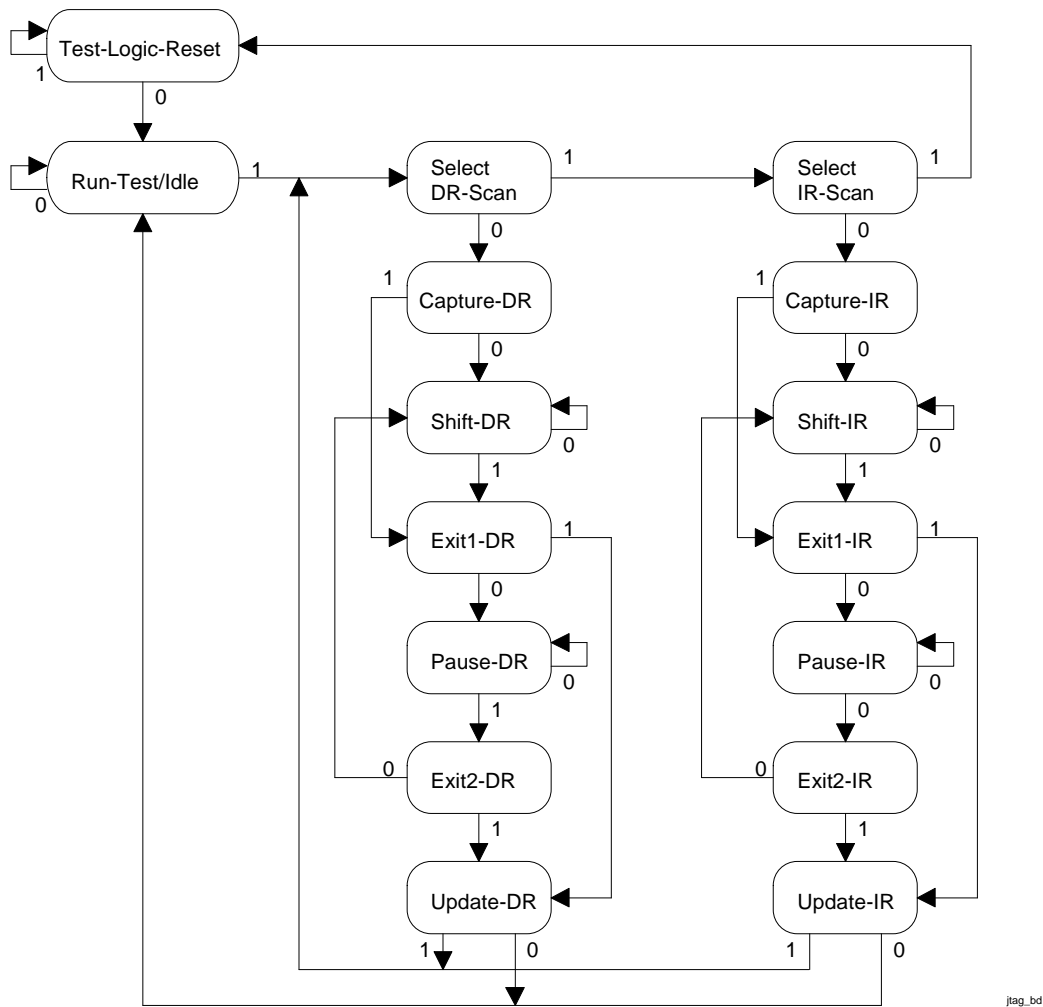 Test-Logic-Reset
1
0
Run-Test/Idle
0
1
Select
DR-Scan
1
0
Select
IR-Scan
1
0
1
Capture-DR
0
1
Capture-IR
0
Shift-DR
0
1
Shift-IR
0
1
Exit1-DR
1
0
Exit1-IR
1
0
Pause-DR
0
1
Pause-IR
0
0
0
Exit2-DR
1
0
Exit2-IR
1
Update-DR
1
0
Update-IR
1
0
jtag_bd